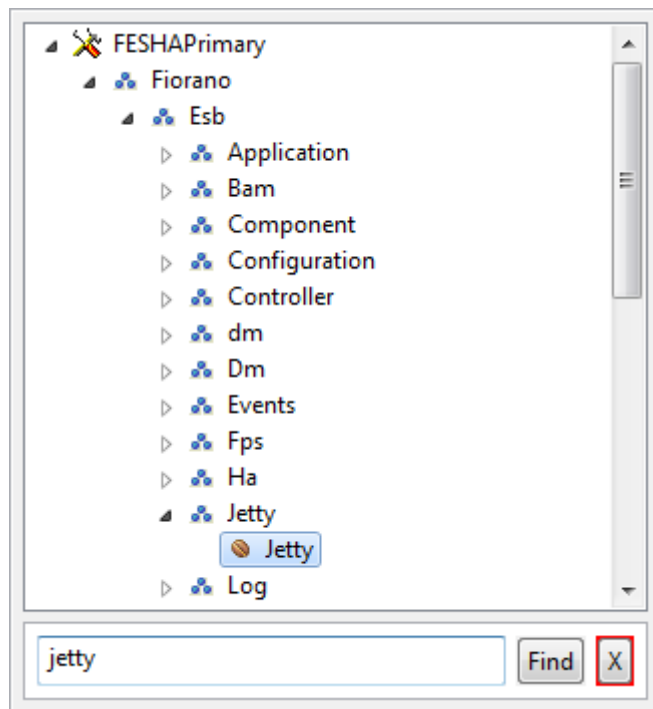 FESHAPrimary
Fiorano
Esb
Application
Bam
Component
Configuration
Controller
dm
Dm
Events
Fps
Ha
Jetty
Jetty
Log
jetty Find X